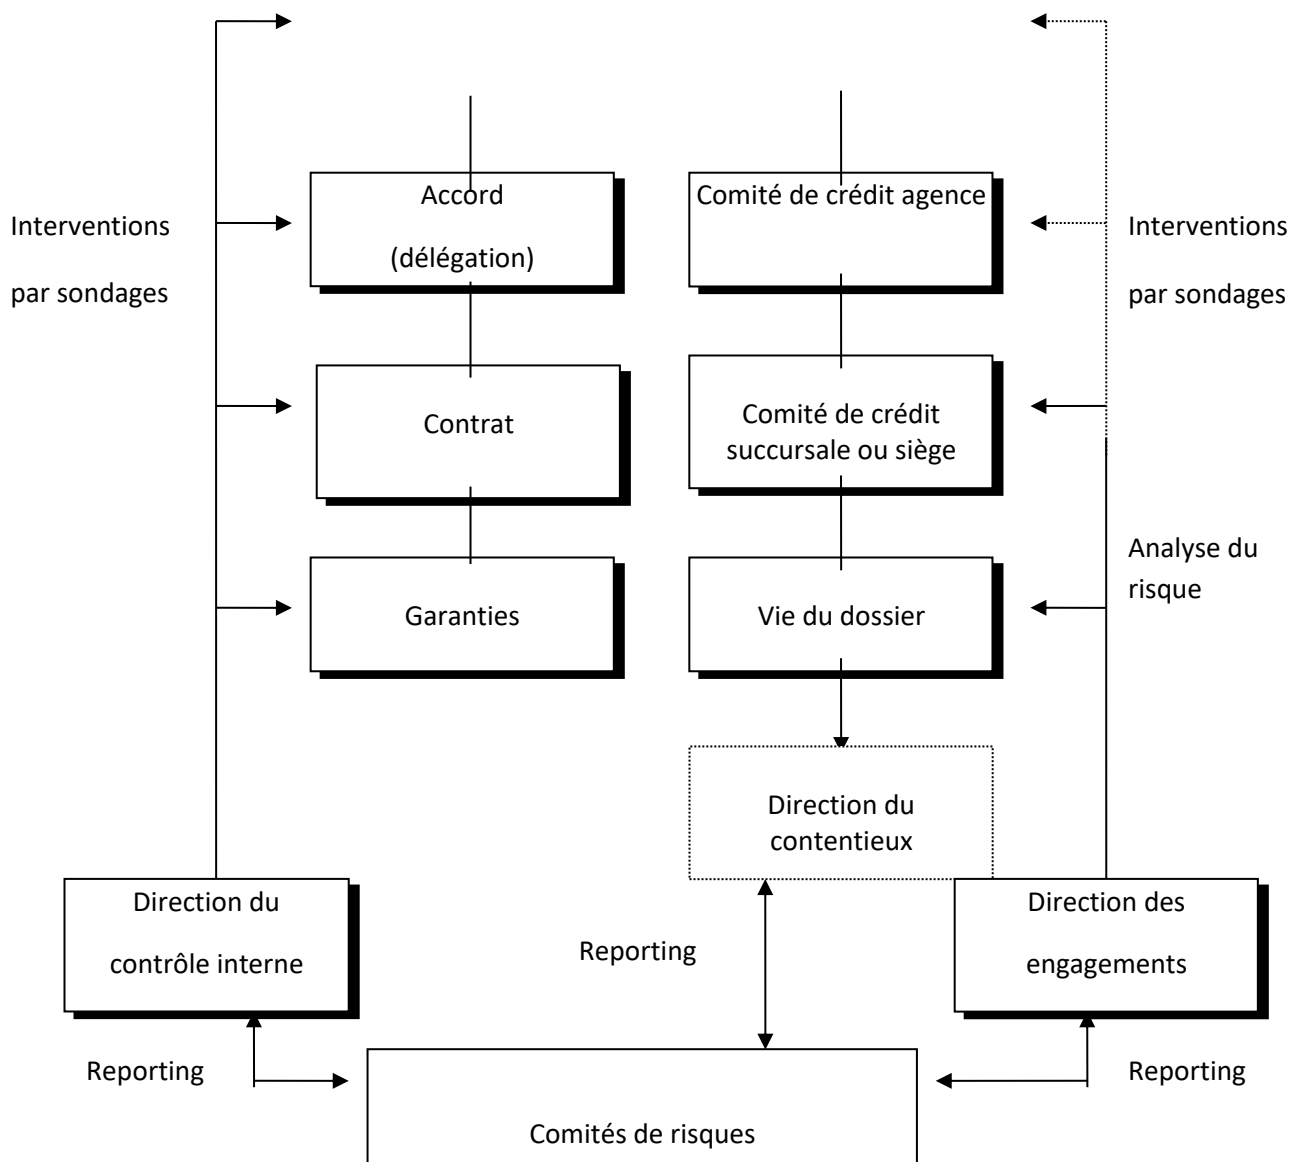 Accord
(délégation)
Comité de crédit agence
Interventions
par sondages
Interventions
par sondages
Contrat
Comité de crédit
succursale ou siège
Analyse du
risque
Garanties
Vie du dossier
Direction du
contentieux
Direction du
contrôle interne
Reporting
Direction des
engagements
Reporting
Reporting
Comités de risques